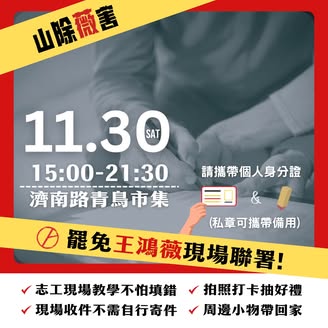 山除薇害
11.30 SAT
15:00-21:30
濟南路青鳥市集
請攜帶個人身分證
&
(私章可攜帶備用)
罷免王鴻薇現場聯署!
✓ 志工現場教學不怕填錯
✓ 拍照打卡抽好禮
✓ 現場收件不需自行寄件
✓ 周邊小物帶回家